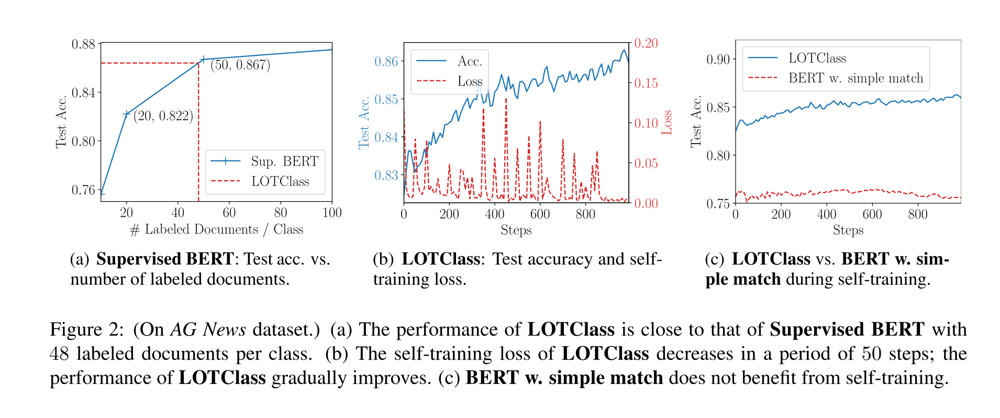 0.88
0.84
0.80
0.76
Test Acc.
(50, 0.867)
(20, 0.822)
Sup. BERT
LOTClass
20 40 60 80 100
# Labeled Documents / Class
(a) Supervised BERT: Test acc. vs.
number of labeled documents.
0.86
0.85
0.84
0.83
Test Acc.
Acc.
Loss
0.20
0.15
0.10
0.05
0.00
Loss
0 200 400 600 800
Steps
(b) LOTClass: Test accuracy and self-
training loss.
0.90
0.85
0.80
0.75
Test Acc.
LOTClass
BERT w. simple match
0 200 400 600 800
Steps
(c) LOTClass vs. BERT w. sim-
ple match during self-training.
Figure 2: (On AG News dataset.) (a) The performance of LOTClass is close to that of Supervised BERT with
48 labeled documents per class. (b) The self-training loss of LOTClass decreases in a period of 50 steps; the
performance of LOTClass gradually improves. (c) BERT w. simple match does not benefit from self-training.